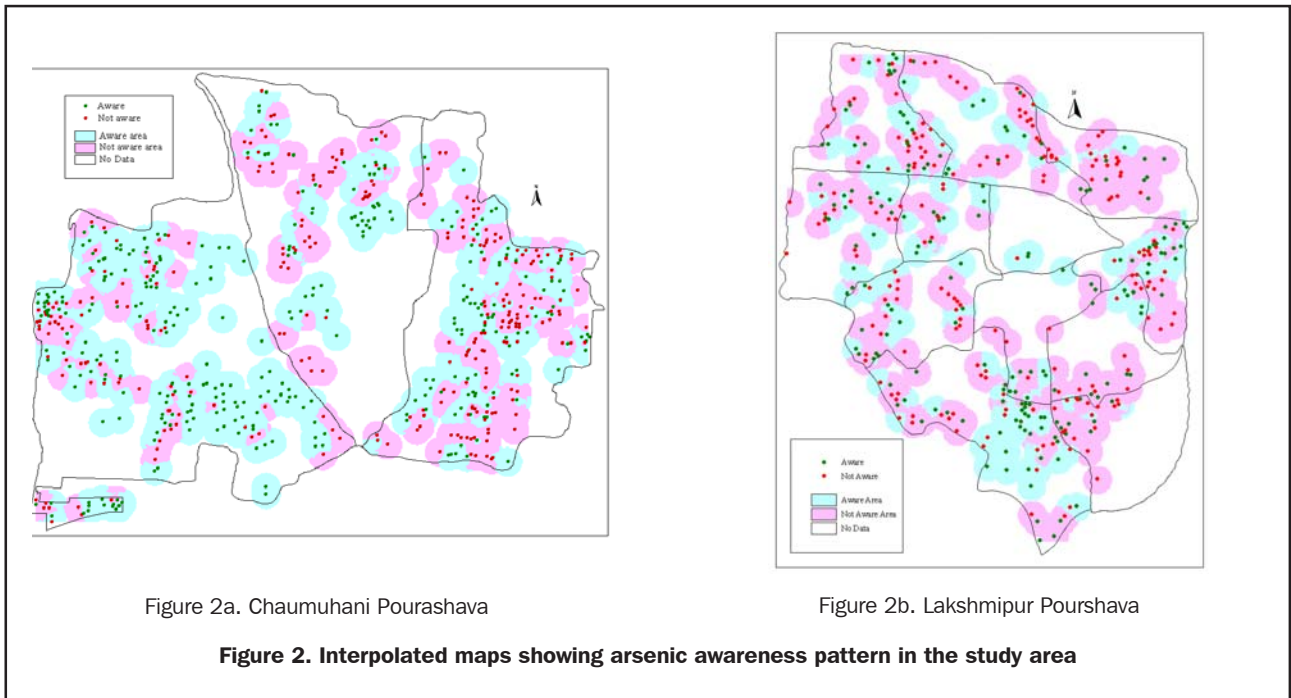 Aware
Not aware
Aware area
Not aware area
No Data
N
N
Aware
Not Aware
Aware Area
Not Aware Area
No Data
Figure 2a. Chaumuhani Pourashava
Figure 2b. Lakshmipur Pourshava
Figure 2. Interpolated maps showing arsenic awareness pattern in the study area